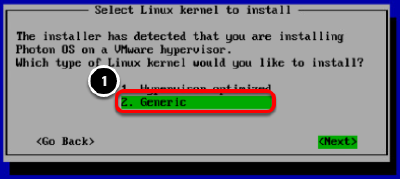 Select Linux kernel to install
The installer has detected that you are installing
Photon OS on a VMware hypervisor.
Which type of Linux kernel would you like to install?
1
1. Hypervisor optimized
2. Generic
<Go Back> <Next>